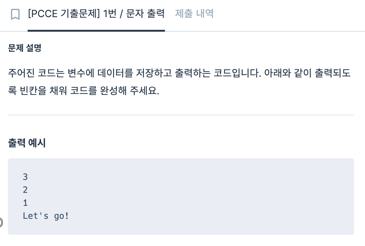 [PCCE 기출문제] 1번 / 문자 출력 제출 내역
문제 설명
주어진 코드는 변수에 데이터를 저장하고 출력하는 코드입니다. 아래와 같이 출력되도
록 빈칸을 채워 코드를 완성해 주세요.
출력 예시
3
2
1
Let's go!